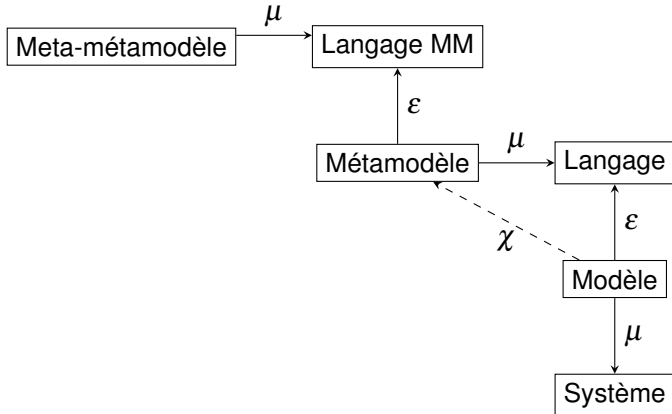 μ
Meta-métamodèle
Langage MM
ε
Métamodèle
μ
Langage
χ
ε
Modèle
μ
Système